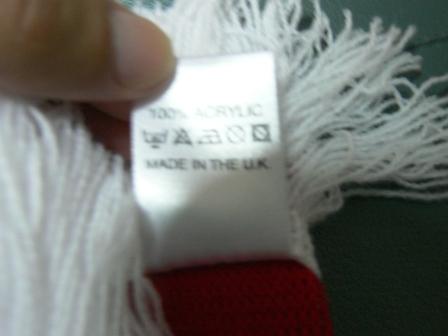 100% ACRYLIC
MADE IN THE U.K.